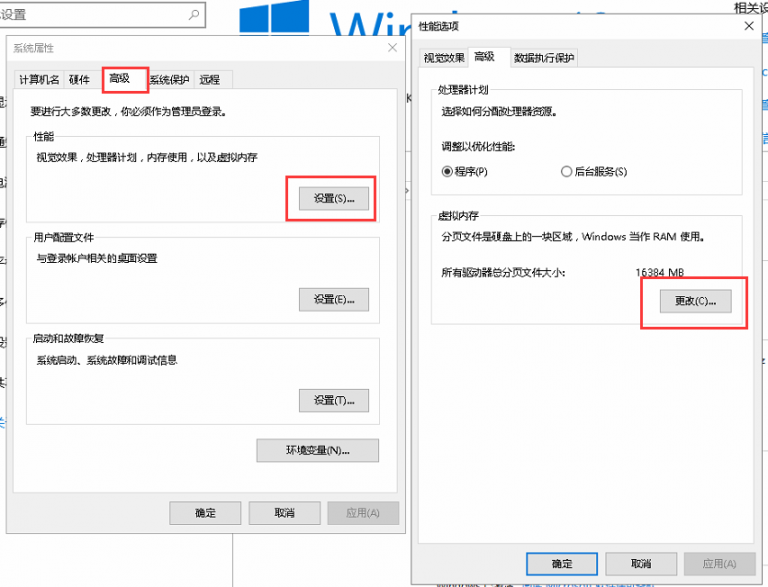 设置
相关设
系统属性
计算机名 硬件 高级 系统保护 远程
要进行大多数更改，你必须作为管理员登录。
性能
视觉效果，处理器计划，内存使用，以及虚拟内存
设置(S)...
用户配置文件
与登录帐户相关的桌面设置
设置(E)...
启动和故障恢复
系统启动、系统故障和调试信息
设置(T)...
环境变量(N)...
确定 取消 应用(A)
性能选项
视觉效果 高级 数据执行保护
处理器计划
选择如何分配处理器资源。
调整以优化性能:
程序(P) 后台服务(S)
虚拟内存
分页文件是硬盘上的一块区域，Windows 当作 RAM 使用。
所有驱动器总分页文件大小: 16384 MB
更改(C)...
确定 取消 应用(A)